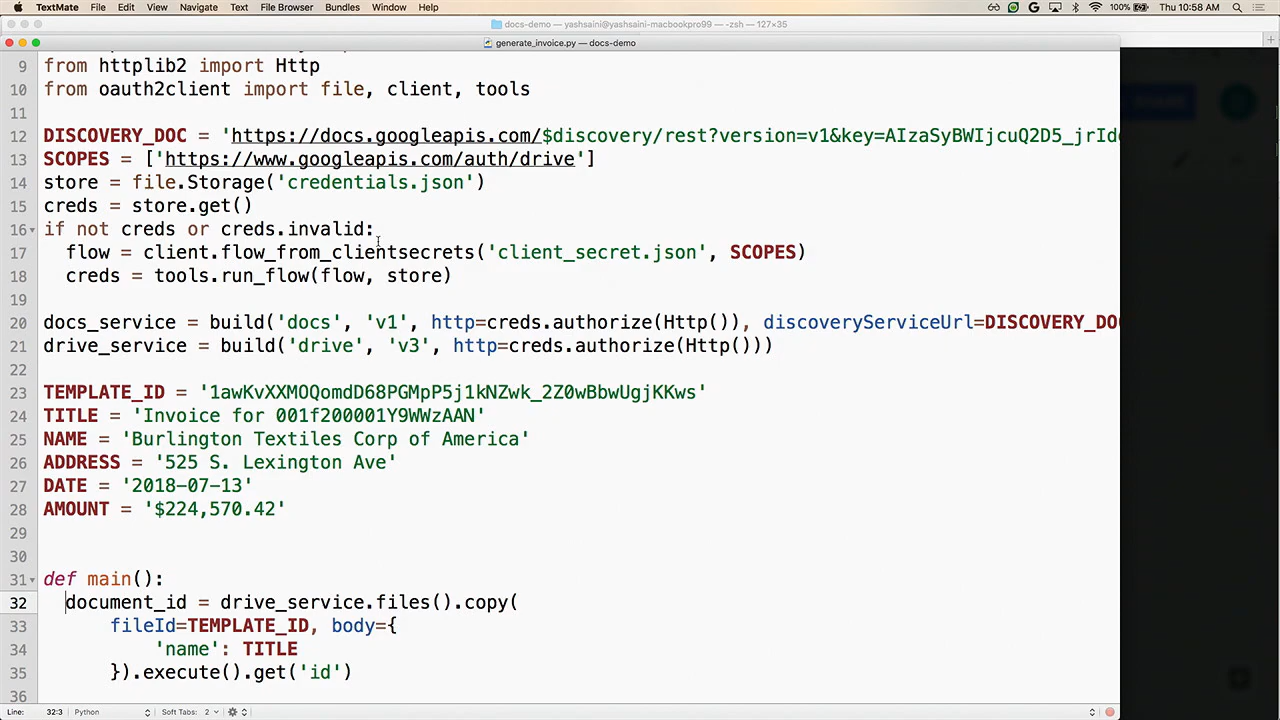 TextMate File Edit View Navigate Text File Browser Bundles Window Help 100% Thu 10:58 AM
docs-demo — yashsaini@yashsaini-macbookpro99 — -zsh — 127×35
generate_invoice.py — docs-demo
9 from httplib2 import Http
10 from oauth2client import file, client, tools
11
12 DISCOVERY_DOC = 'https://docs.googleapis.com/$discovery/rest?version=v1&key=
13 SCOPES = ['https://www.googleapis.com/auth/drive']
14 store = file.Storage('credentials.json')
15 creds = store.get()
16 if not creds or creds.invalid:
17 flow = client.flow_from_clientsecrets('client_secret.json', SCOPES)
18 creds = tools.run_flow(flow, store)
19
20 docs_service = build('docs', 'v1', http=creds.authorize(Http()), discoveryServiceUrl=DISCOVERY_DO
21 drive_service = build('drive', 'v3', http=creds.authorize(Http()))
22
23 TEMPLATE_ID = '1awKvXXMOQomdD68PGMpP5j1kNZwk_2Z0wBbwUgjKKws'
24 TITLE = 'Invoice for 001f200001Y9WWzAAN'
25 NAME = 'Burlington Textiles Corp of America'
26 ADDRESS = '525 S. Lexington Ave'
27 DATE = '2018-07-13'
28 AMOUNT = '$224,570.42'
29
30
31 def main():
32 document_id = drive_service.files().copy(
33 fileId=TEMPLATE_ID, body={
34 'name': TITLE
35 }).execute().get('id')
36
Line: 32:3 Python Soft Tabs: 2